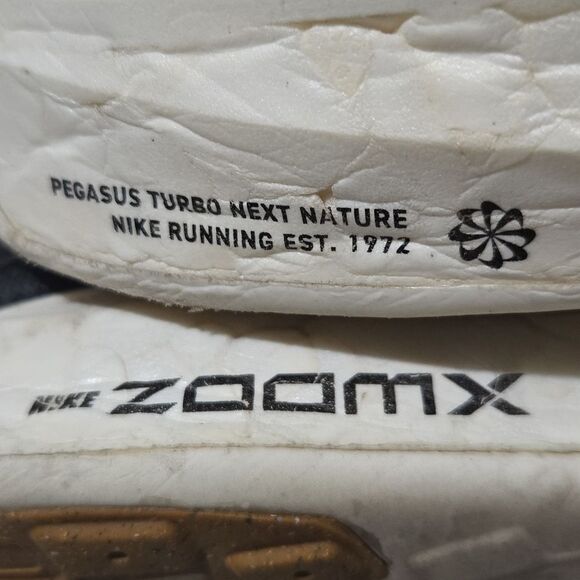 PEGASUS TURBO NEXT NATURE
NIKE RUNNING EST. 1972
NIKE ZOOMX